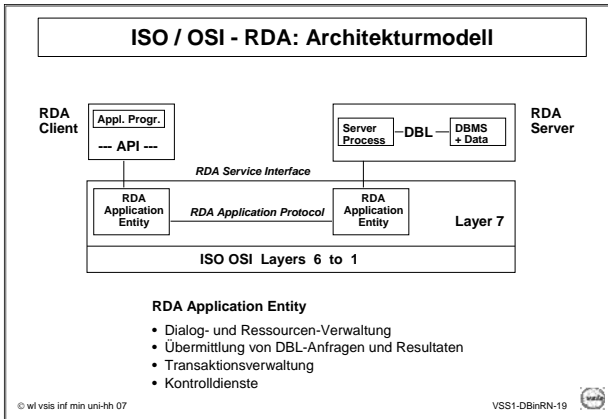 ISO / OSI - RDA: Architekturmodell
RDA
Client
Appl. Progr.
--- API ---
Server
Process
DBL
DBMS
+ Data
RDA
Server
RDA Service Interface
RDA
Application
Entity
RDA Application Protocol
RDA
Application
Entity
Layer 7
ISO OSI Layers 6 to 1
RDA Application Entity
• Dialog- und Ressourcen-Verwaltung
• Übermittlung von DBL-Anfragen und Resultaten
• Transaktionsverwaltung
• Kontrolldienste
© wl vsis inf min uni-hh 07
VSS1-DBinRN-19
vsis